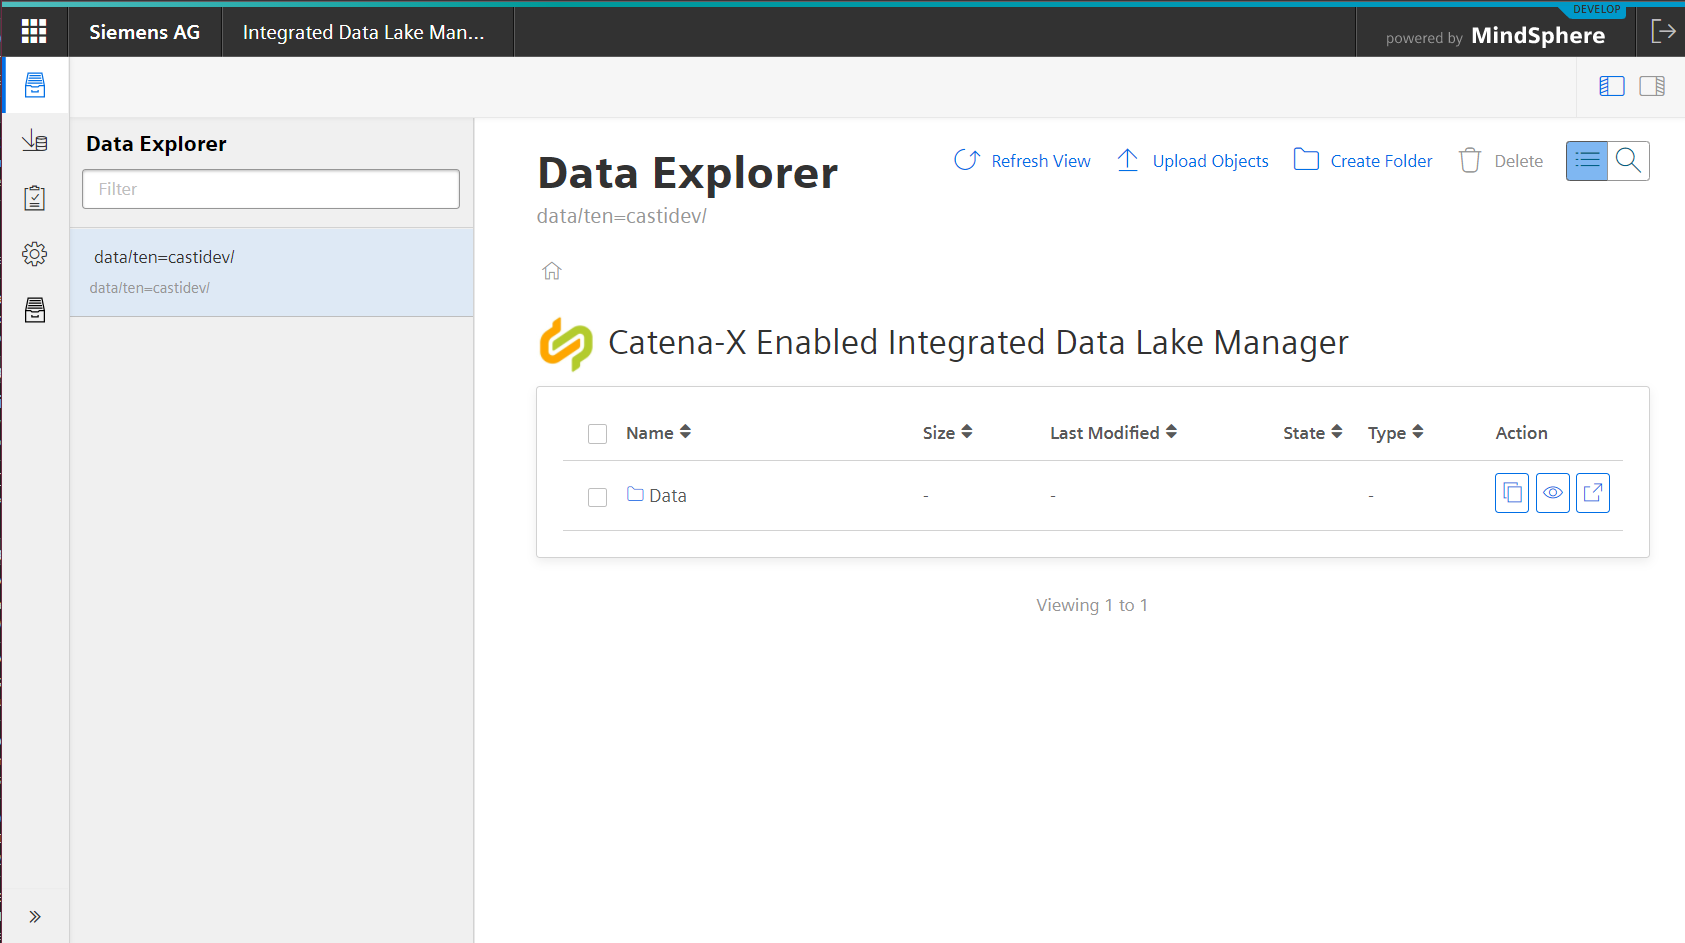 DEVELOP
Siemens AG
Integrated Data Lake Man...
powered by MindSphere
Data Explorer
Filter
data/ten=castidev/
data/ten=castidev/
Data Explorer
data/ten=castidev/
Refresh View
Upload Objects
Create Folder
Delete
Catena-X Enabled Integrated Data Lake Manager
Name Size Last Modified State Type Action
Data - - -
Viewing 1 to 1